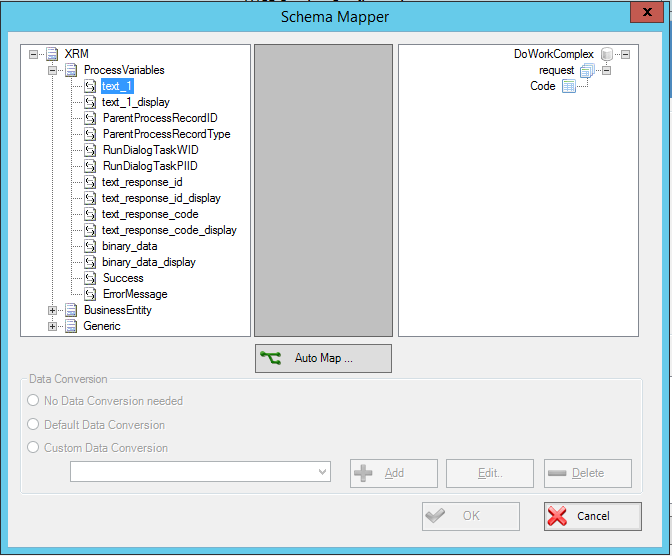 Schema Mapper
X
XRM
ProcessVariables
text_1
text_1_display
ParentProcessRecordID
ParentProcessRecordType
RunDialogTaskWID
RunDialogTaskPIID
text_response_id
text_response_id_display
text_response_code
text_response_code_display
binary_data
binary_data_display
Success
ErrorMessage
BusinessEntity
Generic
DoWorkComplex
request
Code
Auto Map ...
Data Conversion
No Data Conversion needed
Default Data Conversion
Custom Data Conversion
Add
Edit..
Delete
OK
Cancel